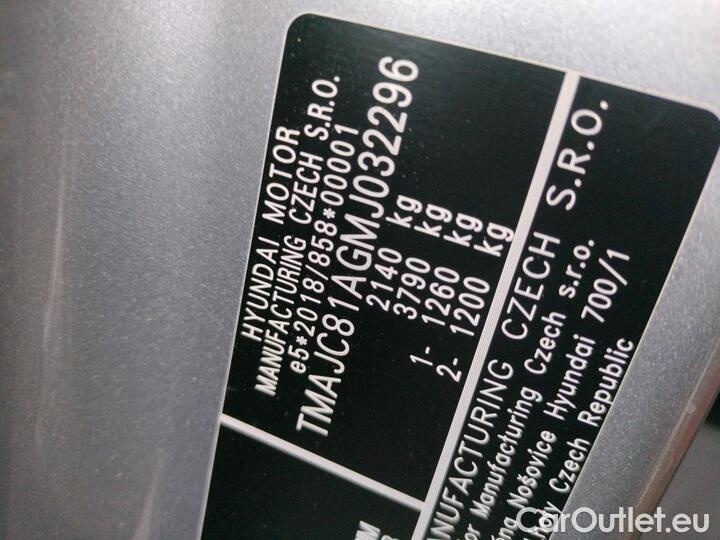 HYUNDAI MOTOR
MANUFACTURING CZECH S.R.O.
e5*2018/858*00001
TMAJC81AGMJ032296
2140 kg
3790 kg
1- 1260 kg
2- 1200 kg
MANUFACTURING CZECH S.R.O.
or Manufacturing Czech s.r.o.
Nošovice Hyundai 700/1
Czech Republic
CarOutlet.eu